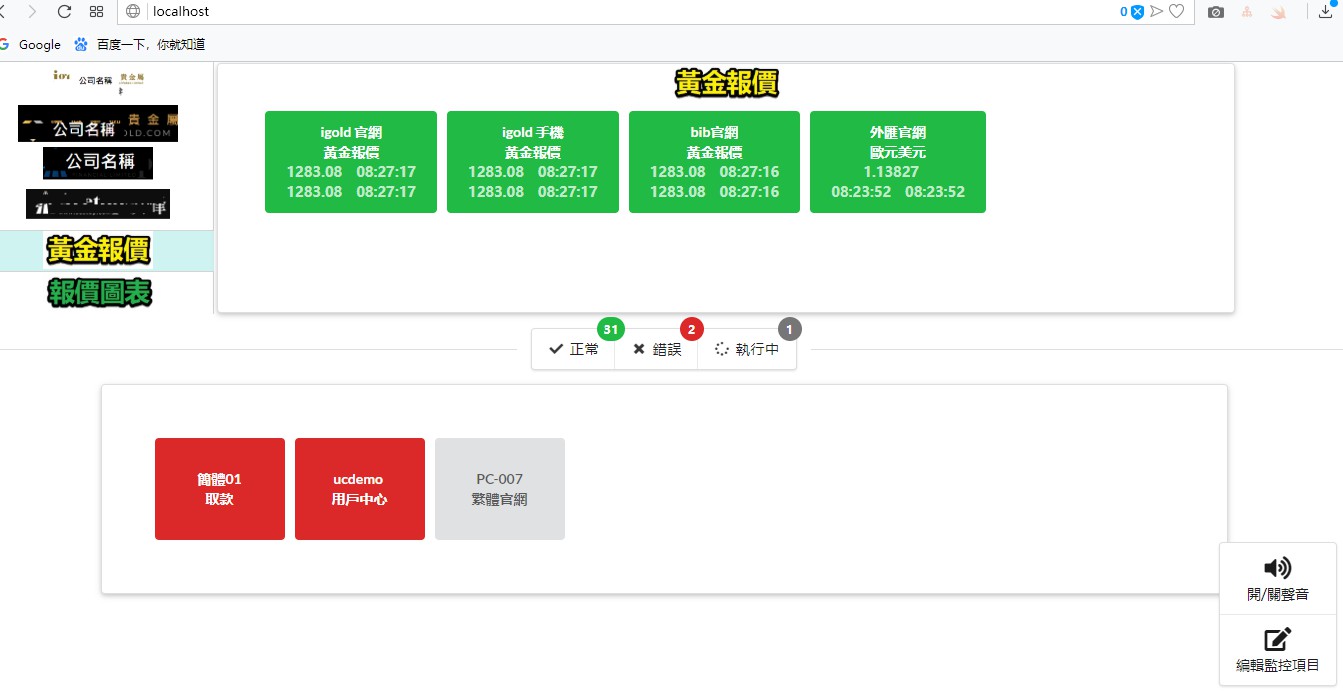 localhost
0
Google
百度一下，你就知道
公司名稱
貴金屬
貴金屬
公司名稱
OLD.COM
公司名稱
黃金報價
報價圖表
黃金報價
igold 官網
黃金報價
1283.08 08:27:17
1283.08 08:27:17
igold 手機
黃金報價
1283.08 08:27:17
1283.08 08:27:17
bib官網
黃金報價
1283.08 08:27:16
1283.08 08:27:16
外匯官網
歐元美元
1.13827
08:23:52 08:23:52
正常 31
錯誤 2
執行中 1
簡體01
取款
ucdemo
用戶中心
PC-007
繁體官網
開/關聲音
編輯監控項目